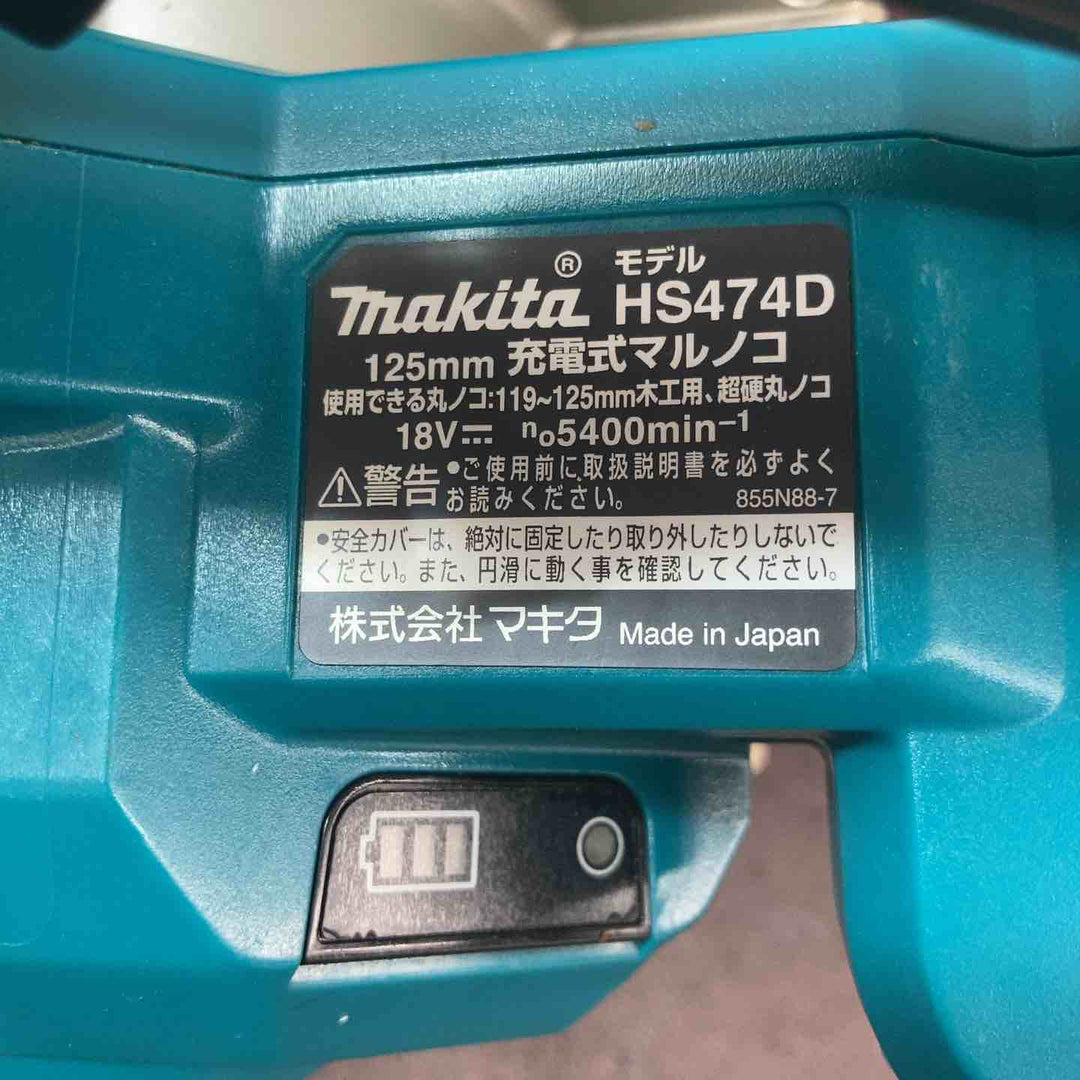 makita® モデル HS474D
125mm 充電式マルノコ
使用できる丸ノコ:119~125mm木工用、超硬丸ノコ
18V⎓ n₀5400min⁻¹
⚠警告 •ご使用前に取扱説明書を必ずよく
お読みください。 855N88-7
•安全カバーは、絶対に固定したり取り外したりしないで
ください。また、円滑に動く事を確認してください。
株式会社マキタ Made in Japan